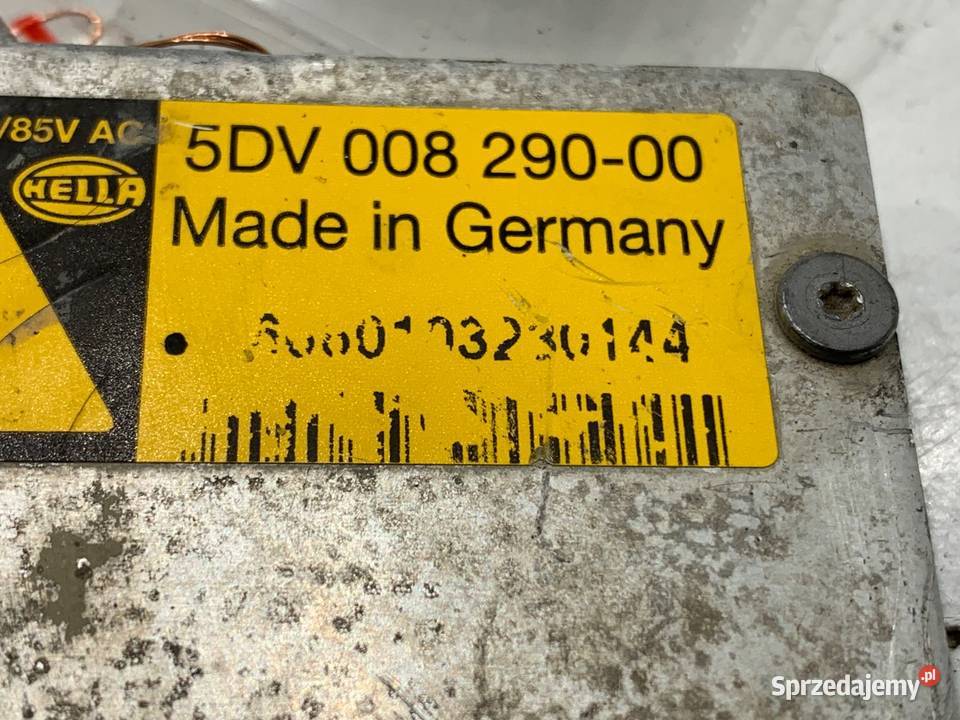 /85V AC
HELLA
5DV 008 290-00
Made in Germany
Sprzedajemy.pl